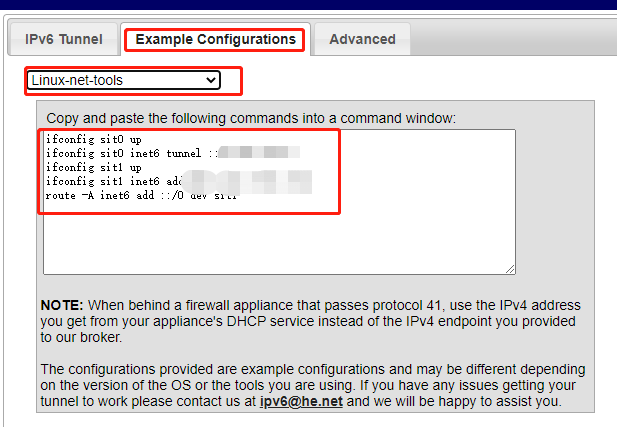 IPv6 Tunnel
Example Configurations
Advanced
Linux-net-tools
Copy and paste the following commands into a command window:
ifconfig sit0 up
ifconfig sit0 inet6 tunnel ::
ifconfig sit1 up
ifconfig sit1 inet6 add
route -A inet6 add ::/0 dev sit1
NOTE: When behind a firewall appliance that passes protocol 41, use the IPv4 address
you get from your appliance's DHCP service instead of the IPv4 endpoint you provided
to our broker.
The configurations provided are example configurations and may be different depending
on the version of the OS or the tools you are using. If you have any issues getting your
tunnel to work please contact us at ipv6@he.net and we will be happy to assist you.